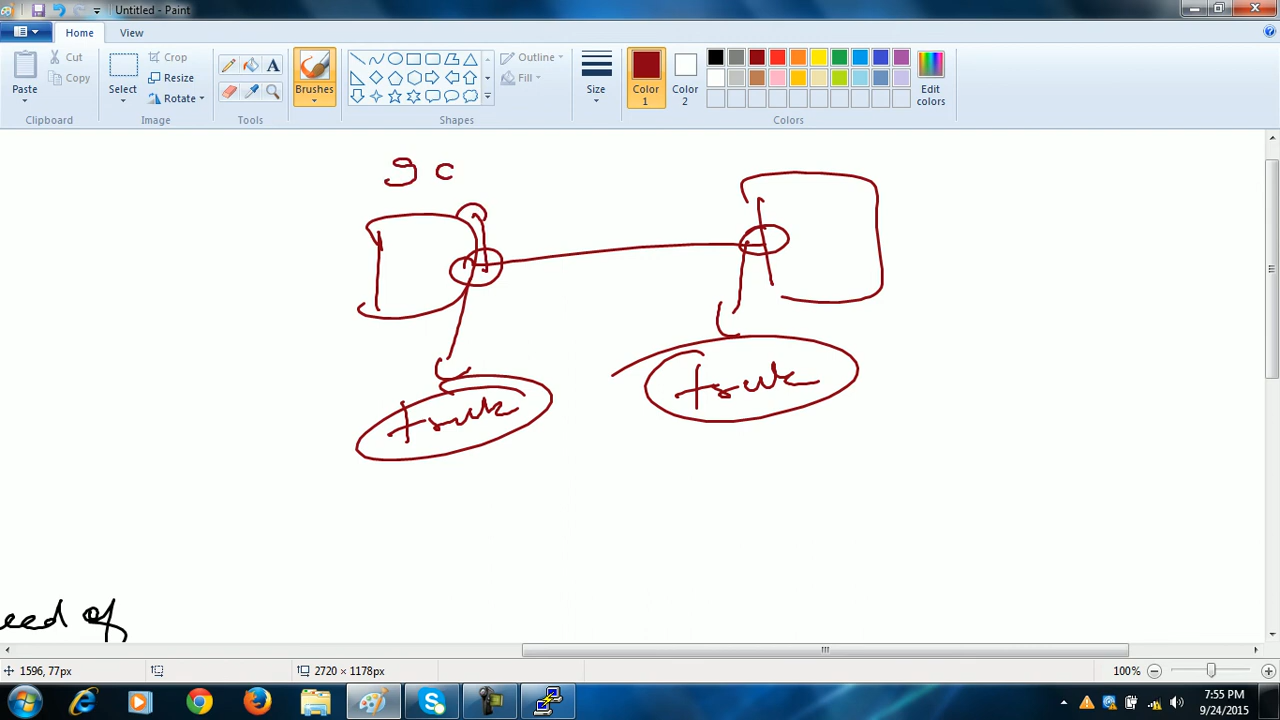 Untitled - Paint
Home
View
Paste
Cut
Copy
Clipboard
Select
Crop
Resize
Rotate
Image
Tools
Brushes
Outline
Fill
Shapes
Size
Color 1
Color 2
Edit colors
Colors
trunk
trunk
eed of
1596, 77px
2720 × 1178px
100%
7:55 PM
9/24/2015